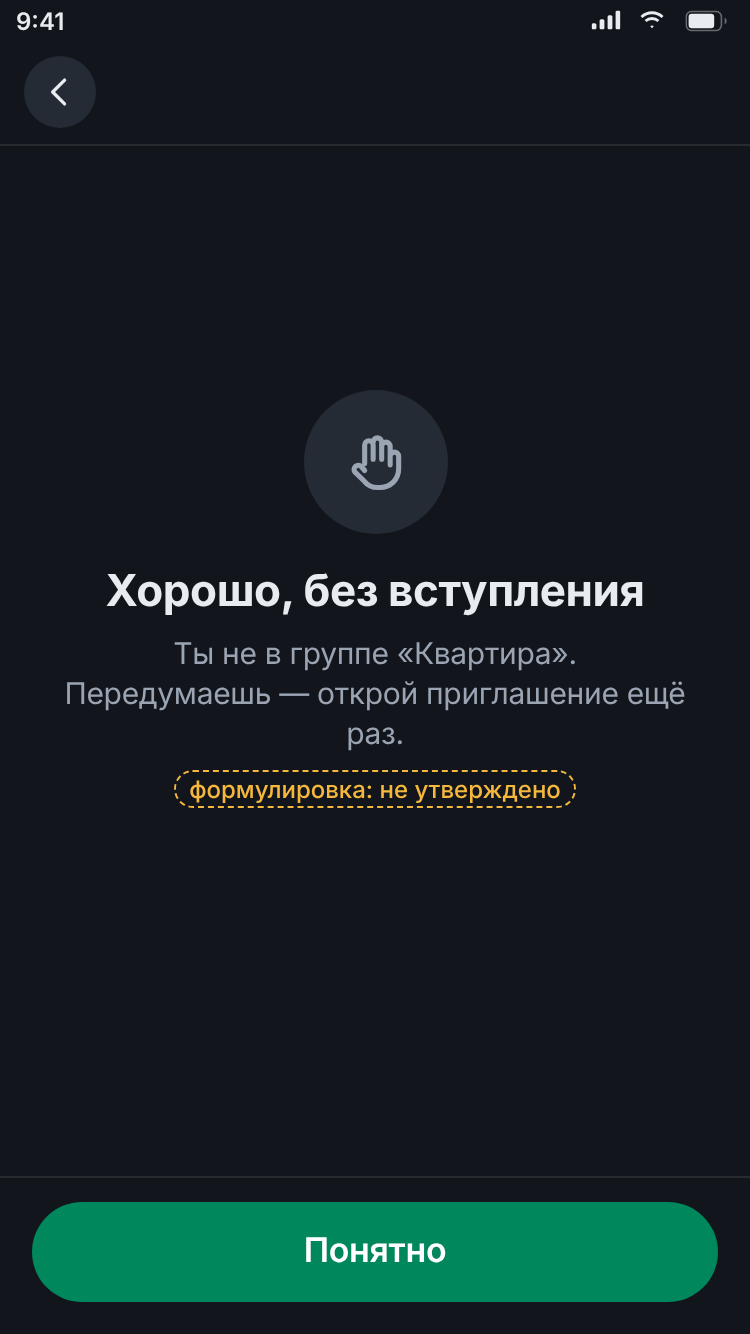 9:41
Хорошо, без вступления
Ты не в группе «Квартира».
Передумаешь — открой приглашение ещё
раз.
формулировка: не утверждено
Понятно